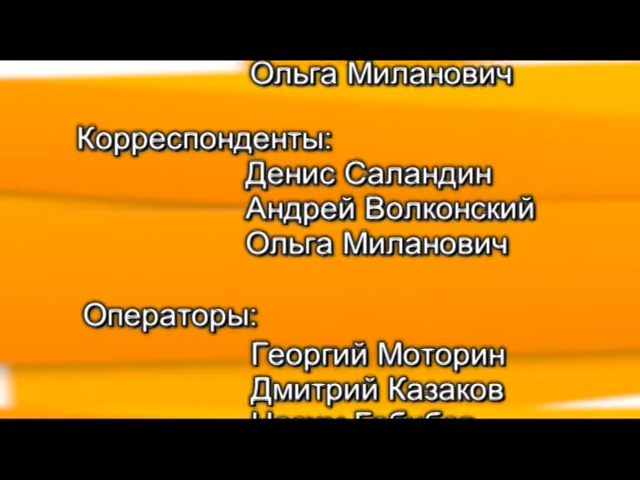 Ольга Миланович
Корреспонденты:
Денис Саландин
Андрей Волконский
Ольга Миланович
Операторы:
Георгий Моторин
Дмитрий Казаков